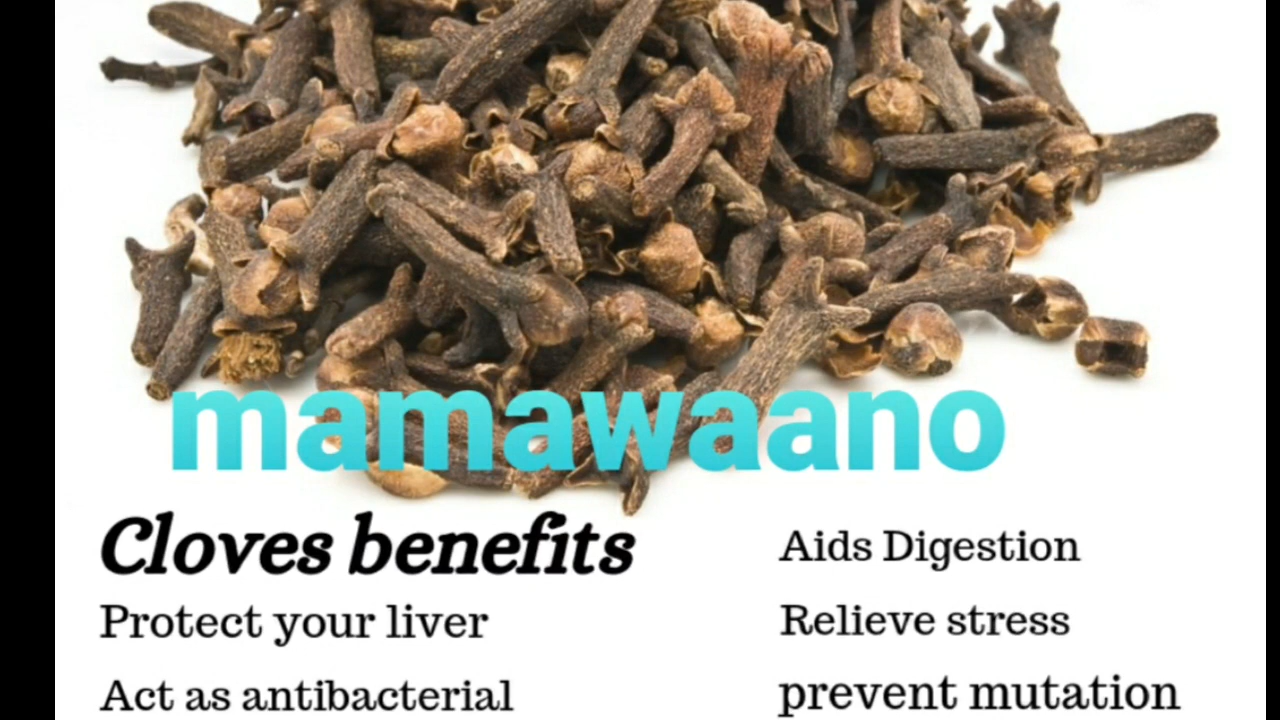 mamawaano
Cloves benefits
Protect your liver
Act as antibacterial
Aids Digestion
Relieve stress
prevent mutation